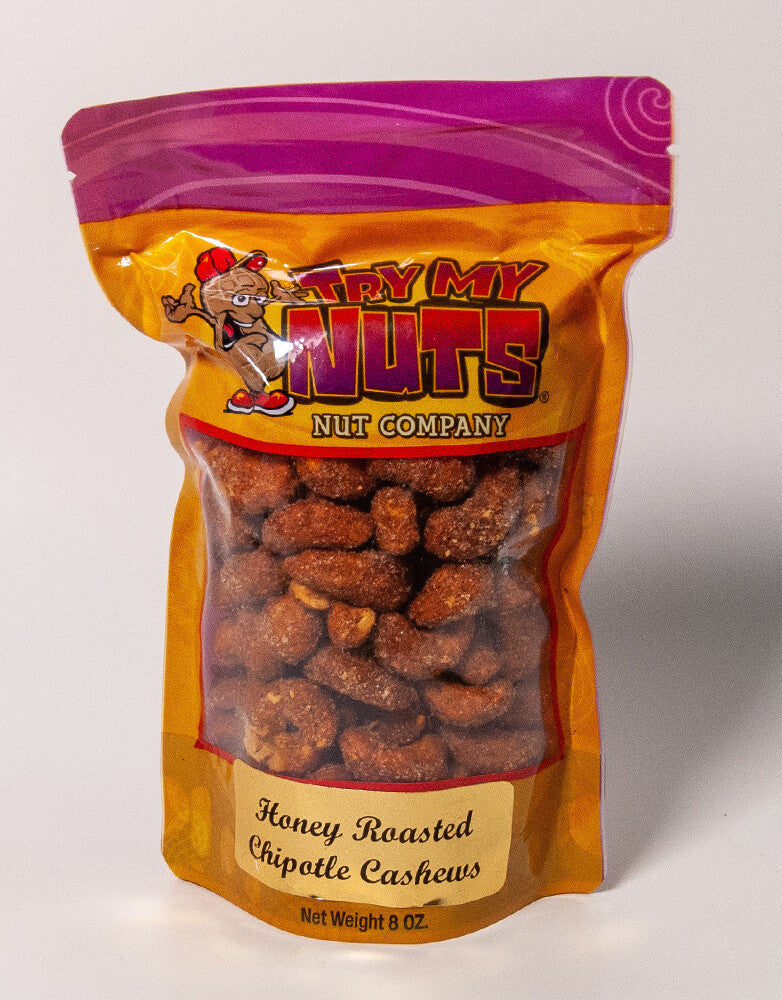 TRY MY
NUTS®
NUT COMPANY
Honey Roasted
Chipotle Cashews
Net Weight 8 OZ.